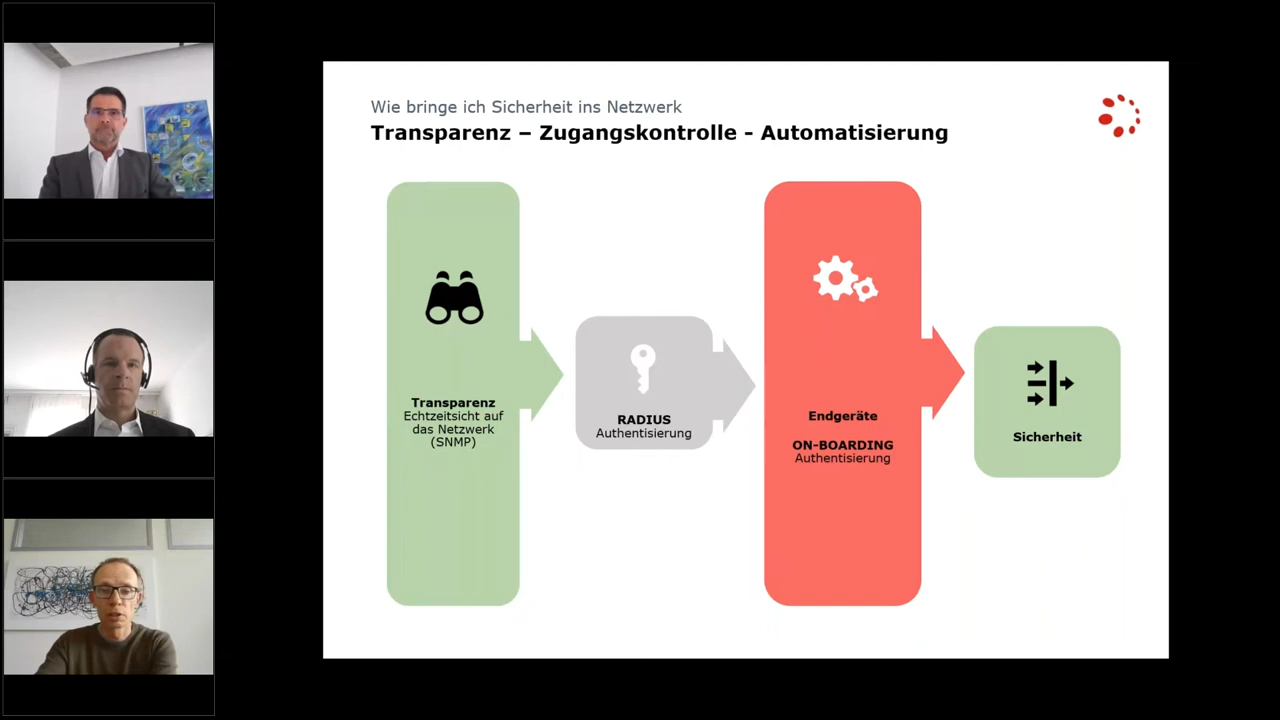 Wie bringe ich Sicherheit ins Netzwerk
Transparenz – Zugangskontrolle - Automatisierung
Transparenz
Echtzeitsicht auf
das Netzwerk
(SNMP)
RADIUS
Authentisierung
Endgeräte
ON-BOARDING
Authentisierung
Sicherheit